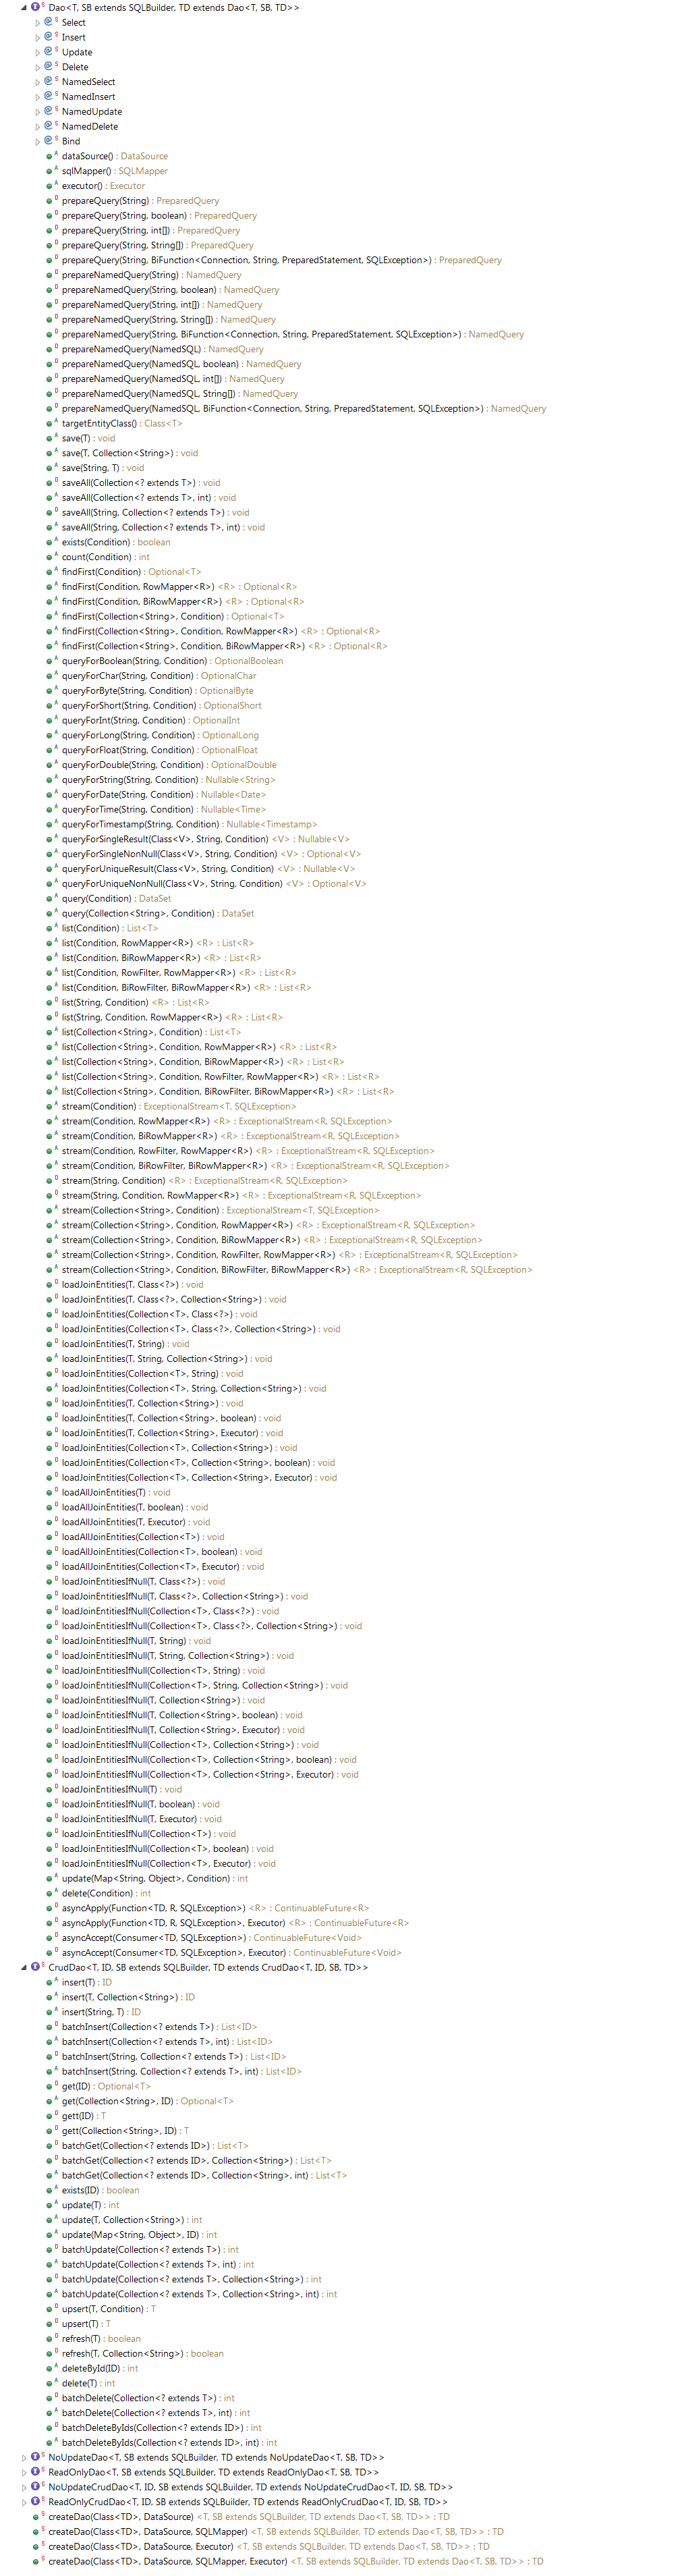 Dao<T, SB extends SQLBuilder, TD extends Dao<T, SB, TD>>
Select
Insert
Update
Delete
NamedSelect
NamedInsert
NamedUpdate
NamedDelete
Bind
dataSource() : DataSource
sqlMapper() : SQLMapper
executor() : Executor
prepareQuery(String) : PreparedQuery
prepareQuery(String, boolean) : PreparedQuery
prepareQuery(String, int[]) : PreparedQuery
prepareQuery(String, String[]) : PreparedQuery
prepareQuery(String, BiFunction<Connection, String, PreparedStatement, SQLException>) : PreparedQuery
prepareNamedQuery(String) : NamedQuery
prepareNamedQuery(String, boolean) : NamedQuery
prepareNamedQuery(String, int[]) : NamedQuery
prepareNamedQuery(String, String[]) : NamedQuery
prepareNamedQuery(String, BiFunction<Connection, String, PreparedStatement, SQLException>) : NamedQuery
prepareNamedQuery(NamedSQL) : NamedQuery
prepareNamedQuery(NamedSQL, boolean) : NamedQuery
prepareNamedQuery(NamedSQL, int[]) : NamedQuery
prepareNamedQuery(NamedSQL, String[]) : NamedQuery
prepareNamedQuery(NamedSQL, BiFunction<Connection, String, PreparedStatement, SQLException>) : NamedQuery
targetEntityClass() : Class<T>
save(T) : void
save(T, Collection<String>) : void
save(String, T) : void
saveAll(Collection<? extends T>) : void
saveAll(Collection<? extends T>, int) : void
saveAll(String, Collection<? extends T>) : void
saveAll(String, Collection<? extends T>, int) : void
exists(Condition) : boolean
count(Condition) : int
findFirst(Condition) : Optional<T>
findFirst(Condition, RowMapper<R>) <R> : Optional<R>
findFirst(Condition, BiRowMapper<R>) <R> : Optional<R>
findFirst(Collection<String>, Condition) : Optional<T>
findFirst(Collection<String>, Condition, RowMapper<R>) <R> : Optional<R>
findFirst(Collection<String>, Condition, BiRowMapper<R>) <R> : Optional<R>
queryForBoolean(String, Condition) : OptionalBoolean
queryForChar(String, Condition) : OptionalChar
queryForByte(String, Condition) : OptionalByte
queryForShort(String, Condition) : OptionalShort
queryForInt(String, Condition) : OptionalInt
queryForLong(String, Condition) : OptionalLong
queryForFloat(String, Condition) : OptionalFloat
queryForDouble(String, Condition) : OptionalDouble
queryForString(String, Condition) : Nullable<String>
queryForDate(String, Condition) : Nullable<Date>
queryForTime(String, Condition) : Nullable<Time>
queryForTimestamp(String, Condition) : Nullable<Timestamp>
queryForSingleResult(Class<V>, String, Condition) <V> : Nullable<V>
queryForSingleNonNull(Class<V>, String, Condition) <V> : Optional<V>
queryForUniqueResult(Class<V>, String, Condition) <V> : Nullable<V>
queryForUniqueNonNull(Class<V>, String, Condition) <V> : Optional<V>
query(Condition) : DataSet
query(Collection<String>, Condition) : DataSet
list(Condition) : List<T>
list(Condition, RowMapper<R>) <R> : List<R>
list(Condition, BiRowMapper<R>) <R> : List<R>
list(Condition, RowFilter, RowMapper<R>) <R> : List<R>
list(Condition, BiRowFilter, BiRowMapper<R>) <R> : List<R>
list(String, Condition) <R> : List<R>
list(String, Condition, RowMapper<R>) <R> : List<R>
list(Collection<String>, Condition) : List<T>
list(Collection<String>, Condition, RowMapper<R>) <R> : List<R>
list(Collection<String>, Condition, BiRowMapper<R>) <R> : List<R>
list(Collection<String>, Condition, RowFilter, RowMapper<R>) <R> : List<R>
list(Collection<String>, Condition, BiRowFilter, BiRowMapper<R>) <R> : List<R>
stream(Condition) : ExceptionalStream<T, SQLException>
stream(Condition, RowMapper<R>) <R> : ExceptionalStream<R, SQLException>
stream(Condition, BiRowMapper<R>) <R> : ExceptionalStream<R, SQLException>
stream(Condition, RowFilter, RowMapper<R>) <R> : ExceptionalStream<R, SQLException>
stream(Condition, BiRowFilter, BiRowMapper<R>) <R> : ExceptionalStream<R, SQLException>
stream(String, Condition) <R> : ExceptionalStream<R, SQLException>
stream(String, Condition, RowMapper<R>) <R> : ExceptionalStream<R, SQLException>
stream(Collection<String>, Condition) : ExceptionalStream<T, SQLException>
stream(Collection<String>, Condition, RowMapper<R>) <R> : ExceptionalStream<R, SQLException>
stream(Collection<String>, Condition, BiRowMapper<R>) <R> : ExceptionalStream<R, SQLException>
stream(Collection<String>, Condition, RowFilter, RowMapper<R>) <R> : ExceptionalStream<R, SQLException>
stream(Collection<String>, Condition, BiRowFilter, BiRowMapper<R>) <R> : ExceptionalStream<R, SQLException>
loadJoinEntities(T, Class<?>) : void
loadJoinEntities(T, Class<?>, Collection<String>) : void
loadJoinEntities(Collection<T>, Class<?>) : void
loadJoinEntities(Collection<T>, Class<?>, Collection<String>) : void
loadJoinEntities(T, String) : void
loadJoinEntities(T, String, Collection<String>) : void
loadJoinEntities(Collection<T>, String) : void
loadJoinEntities(Collection<T>, String, Collection<String>) : void
loadJoinEntities(T, Collection<String>) : void
loadJoinEntities(T, Collection<String>, boolean) : void
loadJoinEntities(T, Collection<String>, Executor) : void
loadJoinEntities(Collection<T>, Collection<String>) : void
loadJoinEntities(Collection<T>, Collection<String>, boolean) : void
loadJoinEntities(Collection<T>, Collection<String>, Executor) : void
loadAllJoinEntities(T) : void
loadAllJoinEntities(T, boolean) : void
loadAllJoinEntities(T, Executor) : void
loadAllJoinEntities(Collection<T>) : void
loadAllJoinEntities(Collection<T>, boolean) : void
loadAllJoinEntities(Collection<T>, Executor) : void
loadJoinEntitiesIfNull(T, Class<?>) : void
loadJoinEntitiesIfNull(T, Class<?>, Collection<String>) : void
loadJoinEntitiesIfNull(Collection<T>, Class<?>) : void
loadJoinEntitiesIfNull(Collection<T>, Class<?>, Collection<String>) : void
loadJoinEntitiesIfNull(T, String) : void
loadJoinEntitiesIfNull(T, String, Collection<String>) : void
loadJoinEntitiesIfNull(Collection<T>, String) : void
loadJoinEntitiesIfNull(Collection<T>, String, Collection<String>) : void
loadJoinEntitiesIfNull(T, Collection<String>) : void
loadJoinEntitiesIfNull(T, Collection<String>, boolean) : void
loadJoinEntitiesIfNull(T, Collection<String>, Executor) : void
loadJoinEntitiesIfNull(Collection<T>, Collection<String>) : void
loadJoinEntitiesIfNull(Collection<T>, Collection<String>, boolean) : void
loadJoinEntitiesIfNull(Collection<T>, Collection<String>, Executor) : void
loadJoinEntitiesIfNull(T) : void
loadJoinEntitiesIfNull(T, boolean) : void
loadJoinEntitiesIfNull(T, Executor) : void
loadJoinEntitiesIfNull(Collection<T>) : void
loadJoinEntitiesIfNull(Collection<T>, boolean) : void
loadJoinEntitiesIfNull(Collection<T>, Executor) : void
update(Map<String, Object>, Condition) : int
delete(Condition) : int
asyncApply(Function<TD, R, SQLException>) <R> : ContinuableFuture<R>
asyncApply(Function<TD, R, SQLException>, Executor) <R> : ContinuableFuture<R>
asyncAccept(Consumer<TD, SQLException>) : ContinuableFuture<Void>
asyncAccept(Consumer<TD, SQLException>, Executor) : ContinuableFuture<Void>
CrudDao<T, ID, SB extends SQLBuilder, TD extends CrudDao<T, ID, SB, TD>>
insert(T) : ID
insert(T, Collection<String>) : ID
insert(String, T) : ID
batchInsert(Collection<? extends T>) : List<ID>
batchInsert(Collection<? extends T>, int) : List<ID>
batchInsert(String, Collection<? extends T>) : List<ID>
batchInsert(String, Collection<? extends T>, int) : List<ID>
get(ID) : Optional<T>
get(Collection<String>, ID) : Optional<T>
gett(ID) : T
gett(Collection<String>, ID) : T
batchGet(Collection<? extends ID>) : List<T>
batchGet(Collection<? extends ID>, Collection<String>) : List<T>
batchGet(Collection<? extends ID>, Collection<String>, int) : List<T>
exists(ID) : boolean
update(T) : int
update(T, Collection<String>) : int
update(Map<String, Object>, ID) : int
batchUpdate(Collection<? extends T>) : int
batchUpdate(Collection<? extends T>, int) : int
batchUpdate(Collection<? extends T>, Collection<String>) : int
batchUpdate(Collection<? extends T>, Collection<String>, int) : int
upsert(T, Condition) : T
upsert(T) : T
refresh(T) : boolean
refresh(T, Collection<String>) : boolean
deleteById(ID) : int
delete(T) : int
batchDelete(Collection<? extends T>) : int
batchDelete(Collection<? extends T>, int) : int
batchDeleteByIds(Collection<? extends ID>) : int
batchDeleteByIds(Collection<? extends ID>, int) : int
NoUpdateDao<T, SB extends SQLBuilder, TD extends NoUpdateDao<T, SB, TD>>
ReadOnlyDao<T, SB extends SQLBuilder, TD extends ReadOnlyDao<T, SB, TD>>
NoUpdateCrudDao<T, ID, SB extends SQLBuilder, TD extends NoUpdateCrudDao<T, ID, SB, TD>>
ReadOnlyCrudDao<T, ID, SB extends SQLBuilder, TD extends ReadOnlyCrudDao<T, ID, SB, TD>>
createDao(Class<TD>, DataSource) <T, SB extends SQLBuilder, TD extends Dao<T, SB, TD>> : TD
createDao(Class<TD>, DataSource, SQLMapper) <T, SB extends SQLBuilder, TD extends Dao<T, SB, TD>> : TD
createDao(Class<TD>, DataSource, Executor) <T, SB extends SQLBuilder, TD extends Dao<T, SB, TD>> : TD
createDao(Class<TD>, DataSource, SQLMapper, Executor) <T, SB extends SQLBuilder, TD extends Dao<T, SB, TD>> : TD